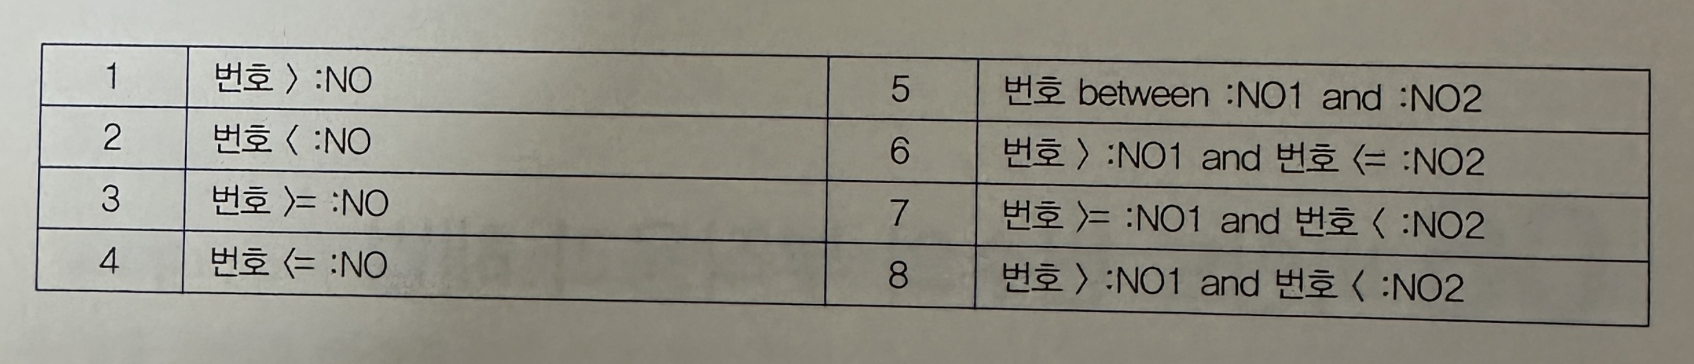 1 번호 > :NO 5 번호 between :NO1 and :NO2
2 번호 < :NO 6 번호 > :NO1 and 번호 <= :NO2
3 번호 >= :NO 7 번호 >= :NO1 and 번호 < :NO2
4 번호 <= :NO 8 번호 > :NO1 and 번호 < :NO2